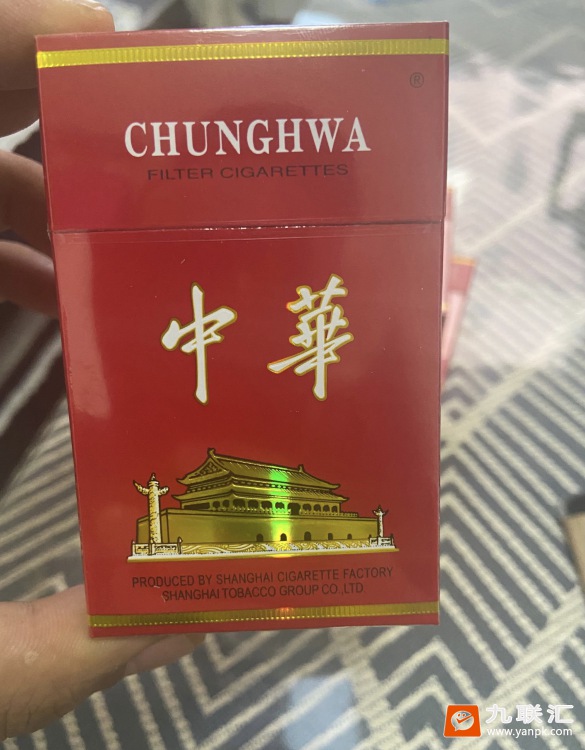 ®
CHUNGHWA
FILTER CIGARETTES
中華
PRODUCED BY SHANGHAI CIGARETTE FACTORY
SHANGHAI TOBACCO GROUP CO.,LTD
九联汇
www.yanpk.com